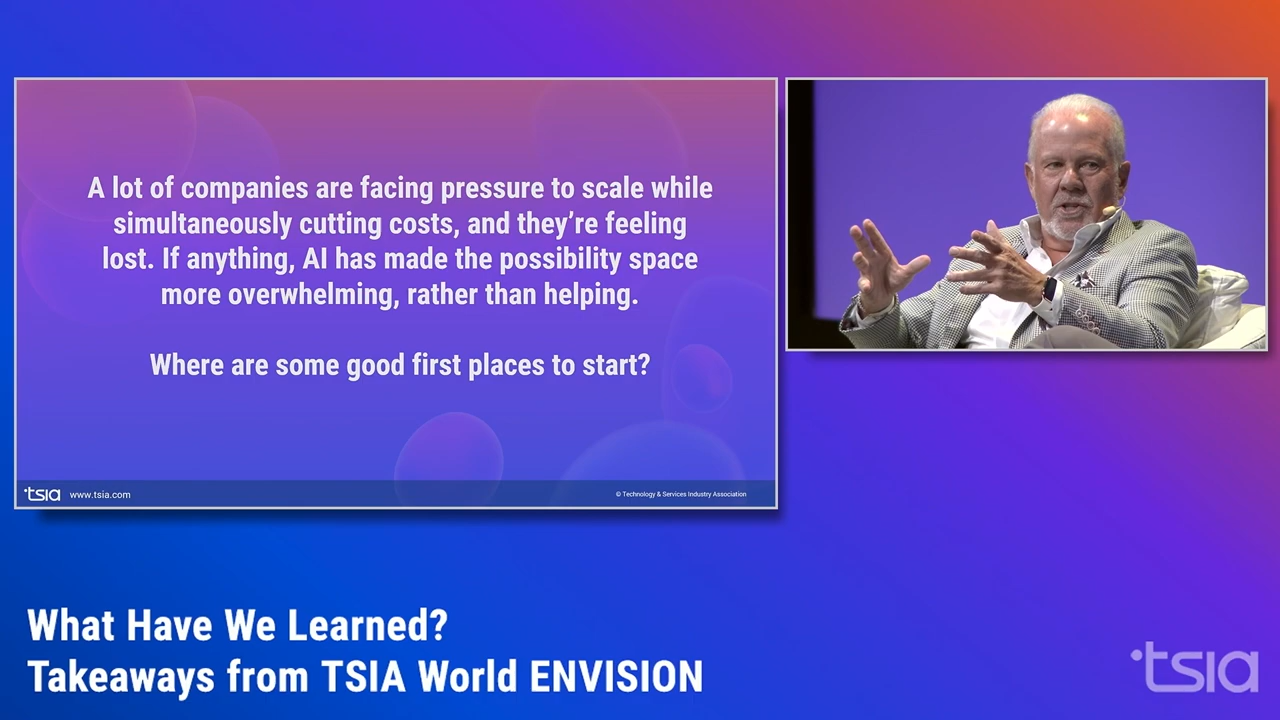 A lot of companies are facing pressure to scale while
simultaneously cutting costs, and they’re feeling
lost. If anything, AI has made the possibility space
more overwhelming, rather than helping.
Where are some good first places to start?
tsia www.tsia.com
© Technology & Services Industry Association
What Have We Learned?
Takeaways from TSIA World ENVISION
tsia